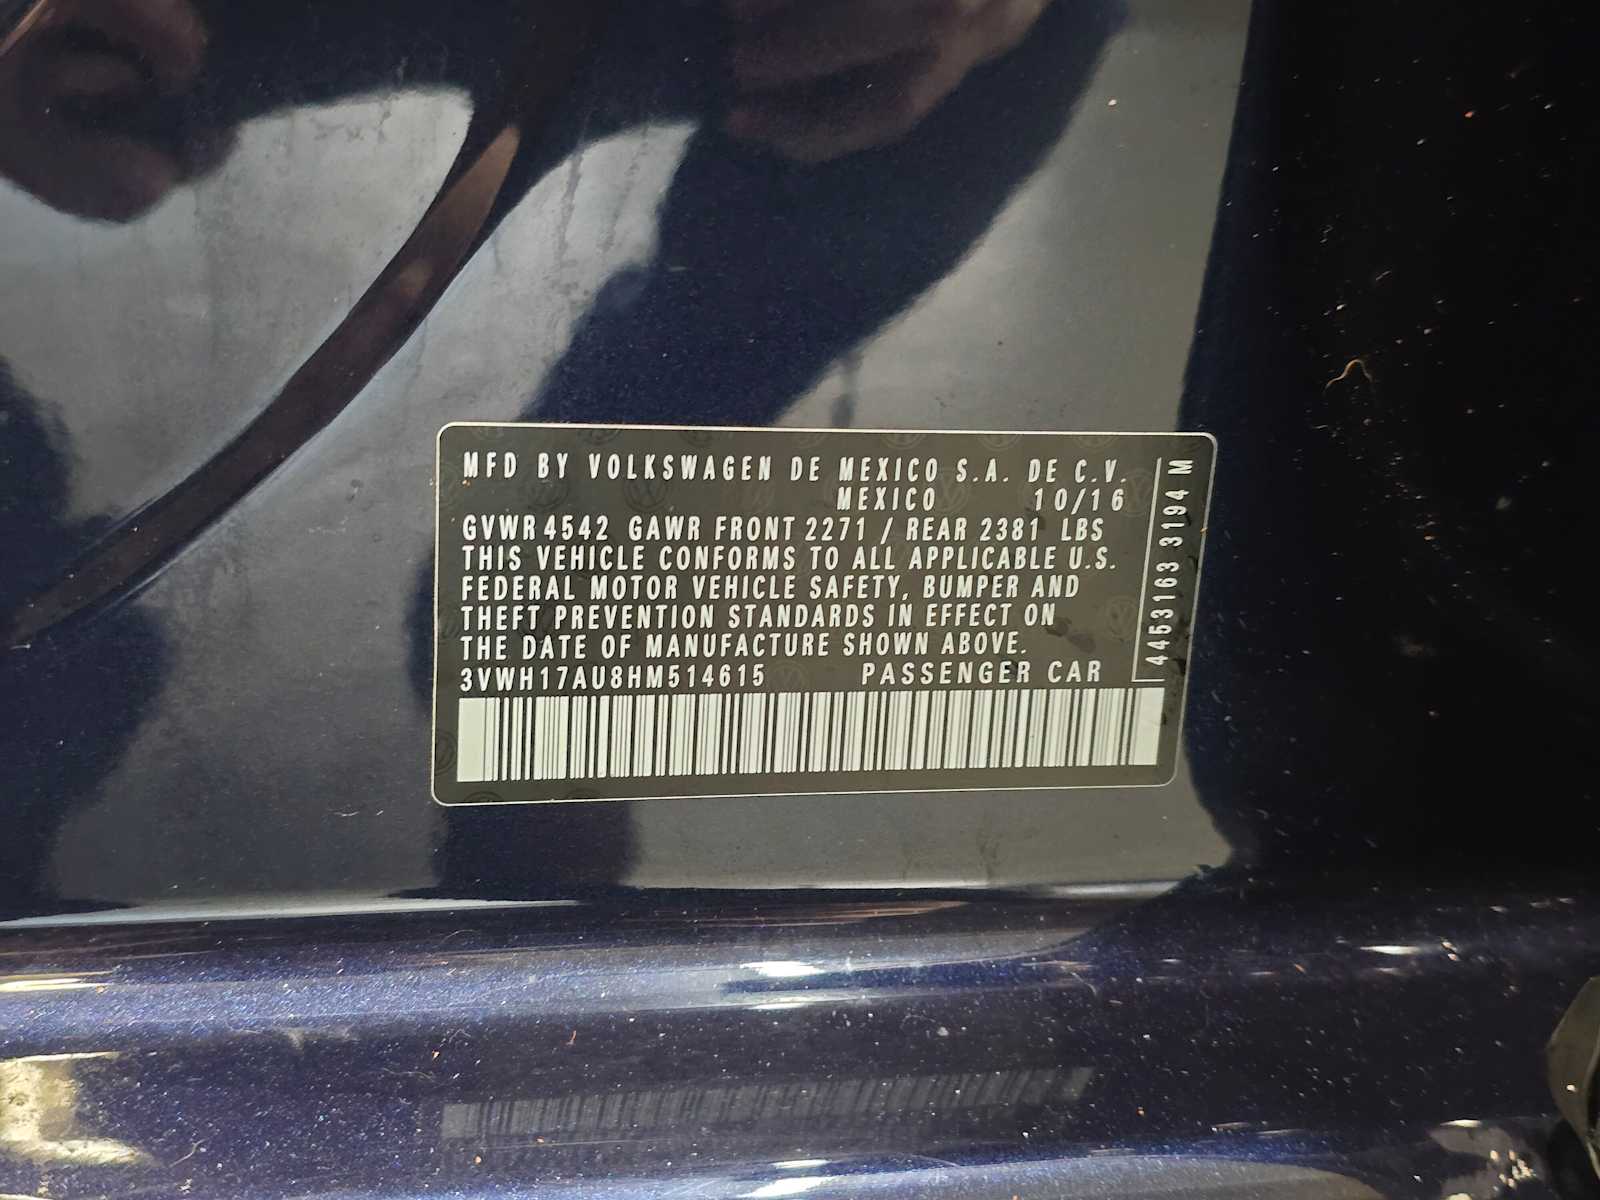 MFD BY VOLKSWAGEN DE MEXICO S.A. DE C.V.
MEXICO 10/16
GVWR 4542 GAWR FRONT 2271 / REAR 2381 LBS
THIS VEHICLE CONFORMS TO ALL APPLICABLE U.S.
FEDERAL MOTOR VEHICLE SAFETY, BUMPER AND
THEFT PREVENTION STANDARDS IN EFFECT ON
THE DATE OF MANUFACTURE SHOWN ABOVE.
3VWH17AU8HM514615 PASSENGER CAR
4453163 3194 M